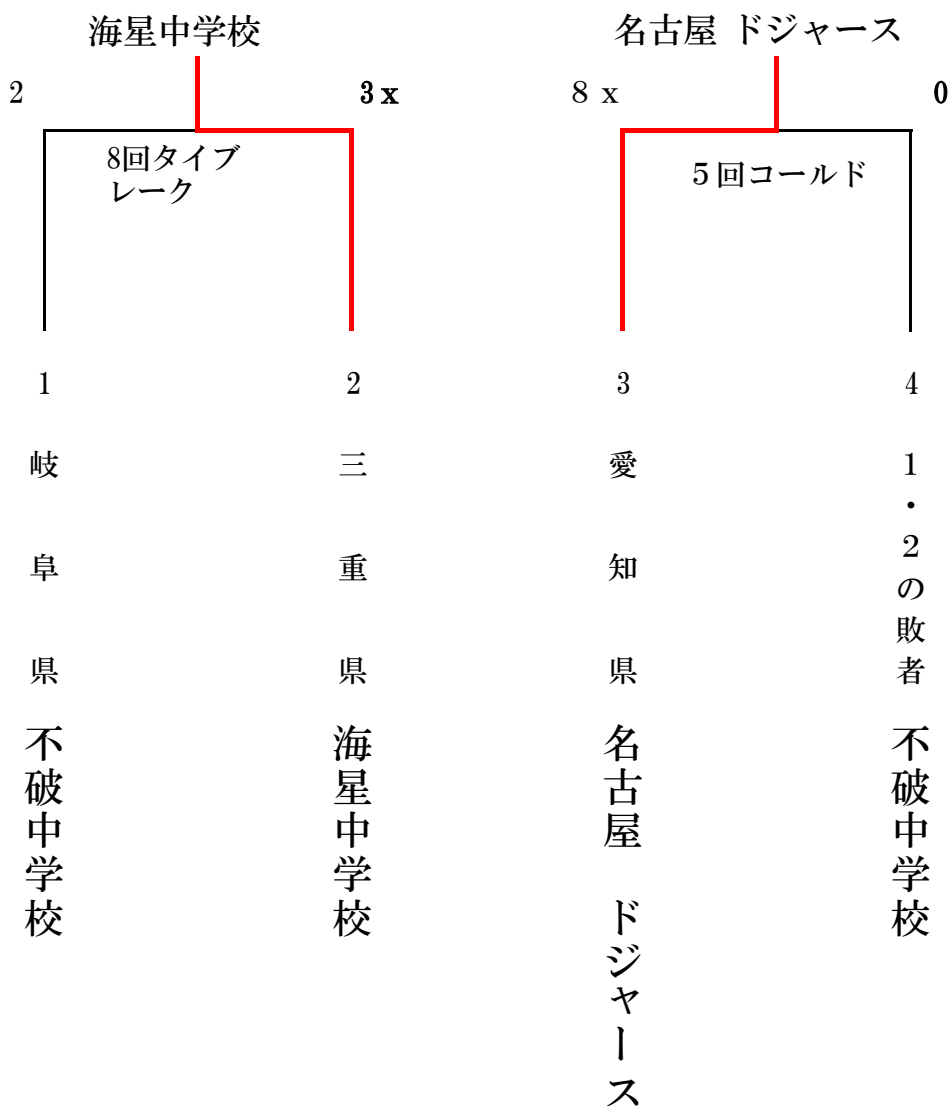 海星中学校
名古屋 ドジャース
2
3x
8x
0
8回タイブ
レーク
5回コールド
1
2
3
4
岐阜県
三重県
愛知県
1・2の敗者
不破中学校
海星中学校
名古屋 ドジャース
不破中学校